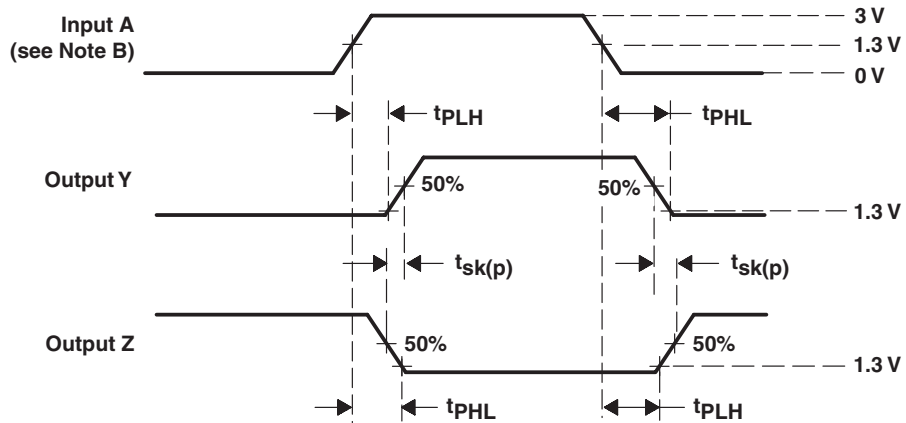 Input A
(see Note B)
3 V
1.3 V
0 V
tPLH
tPHL
Output Y
50%
50%
1.3 V
tsk(p)
tsk(p)
Output Z
50%
50%
1.3 V
tPHL
tPLH